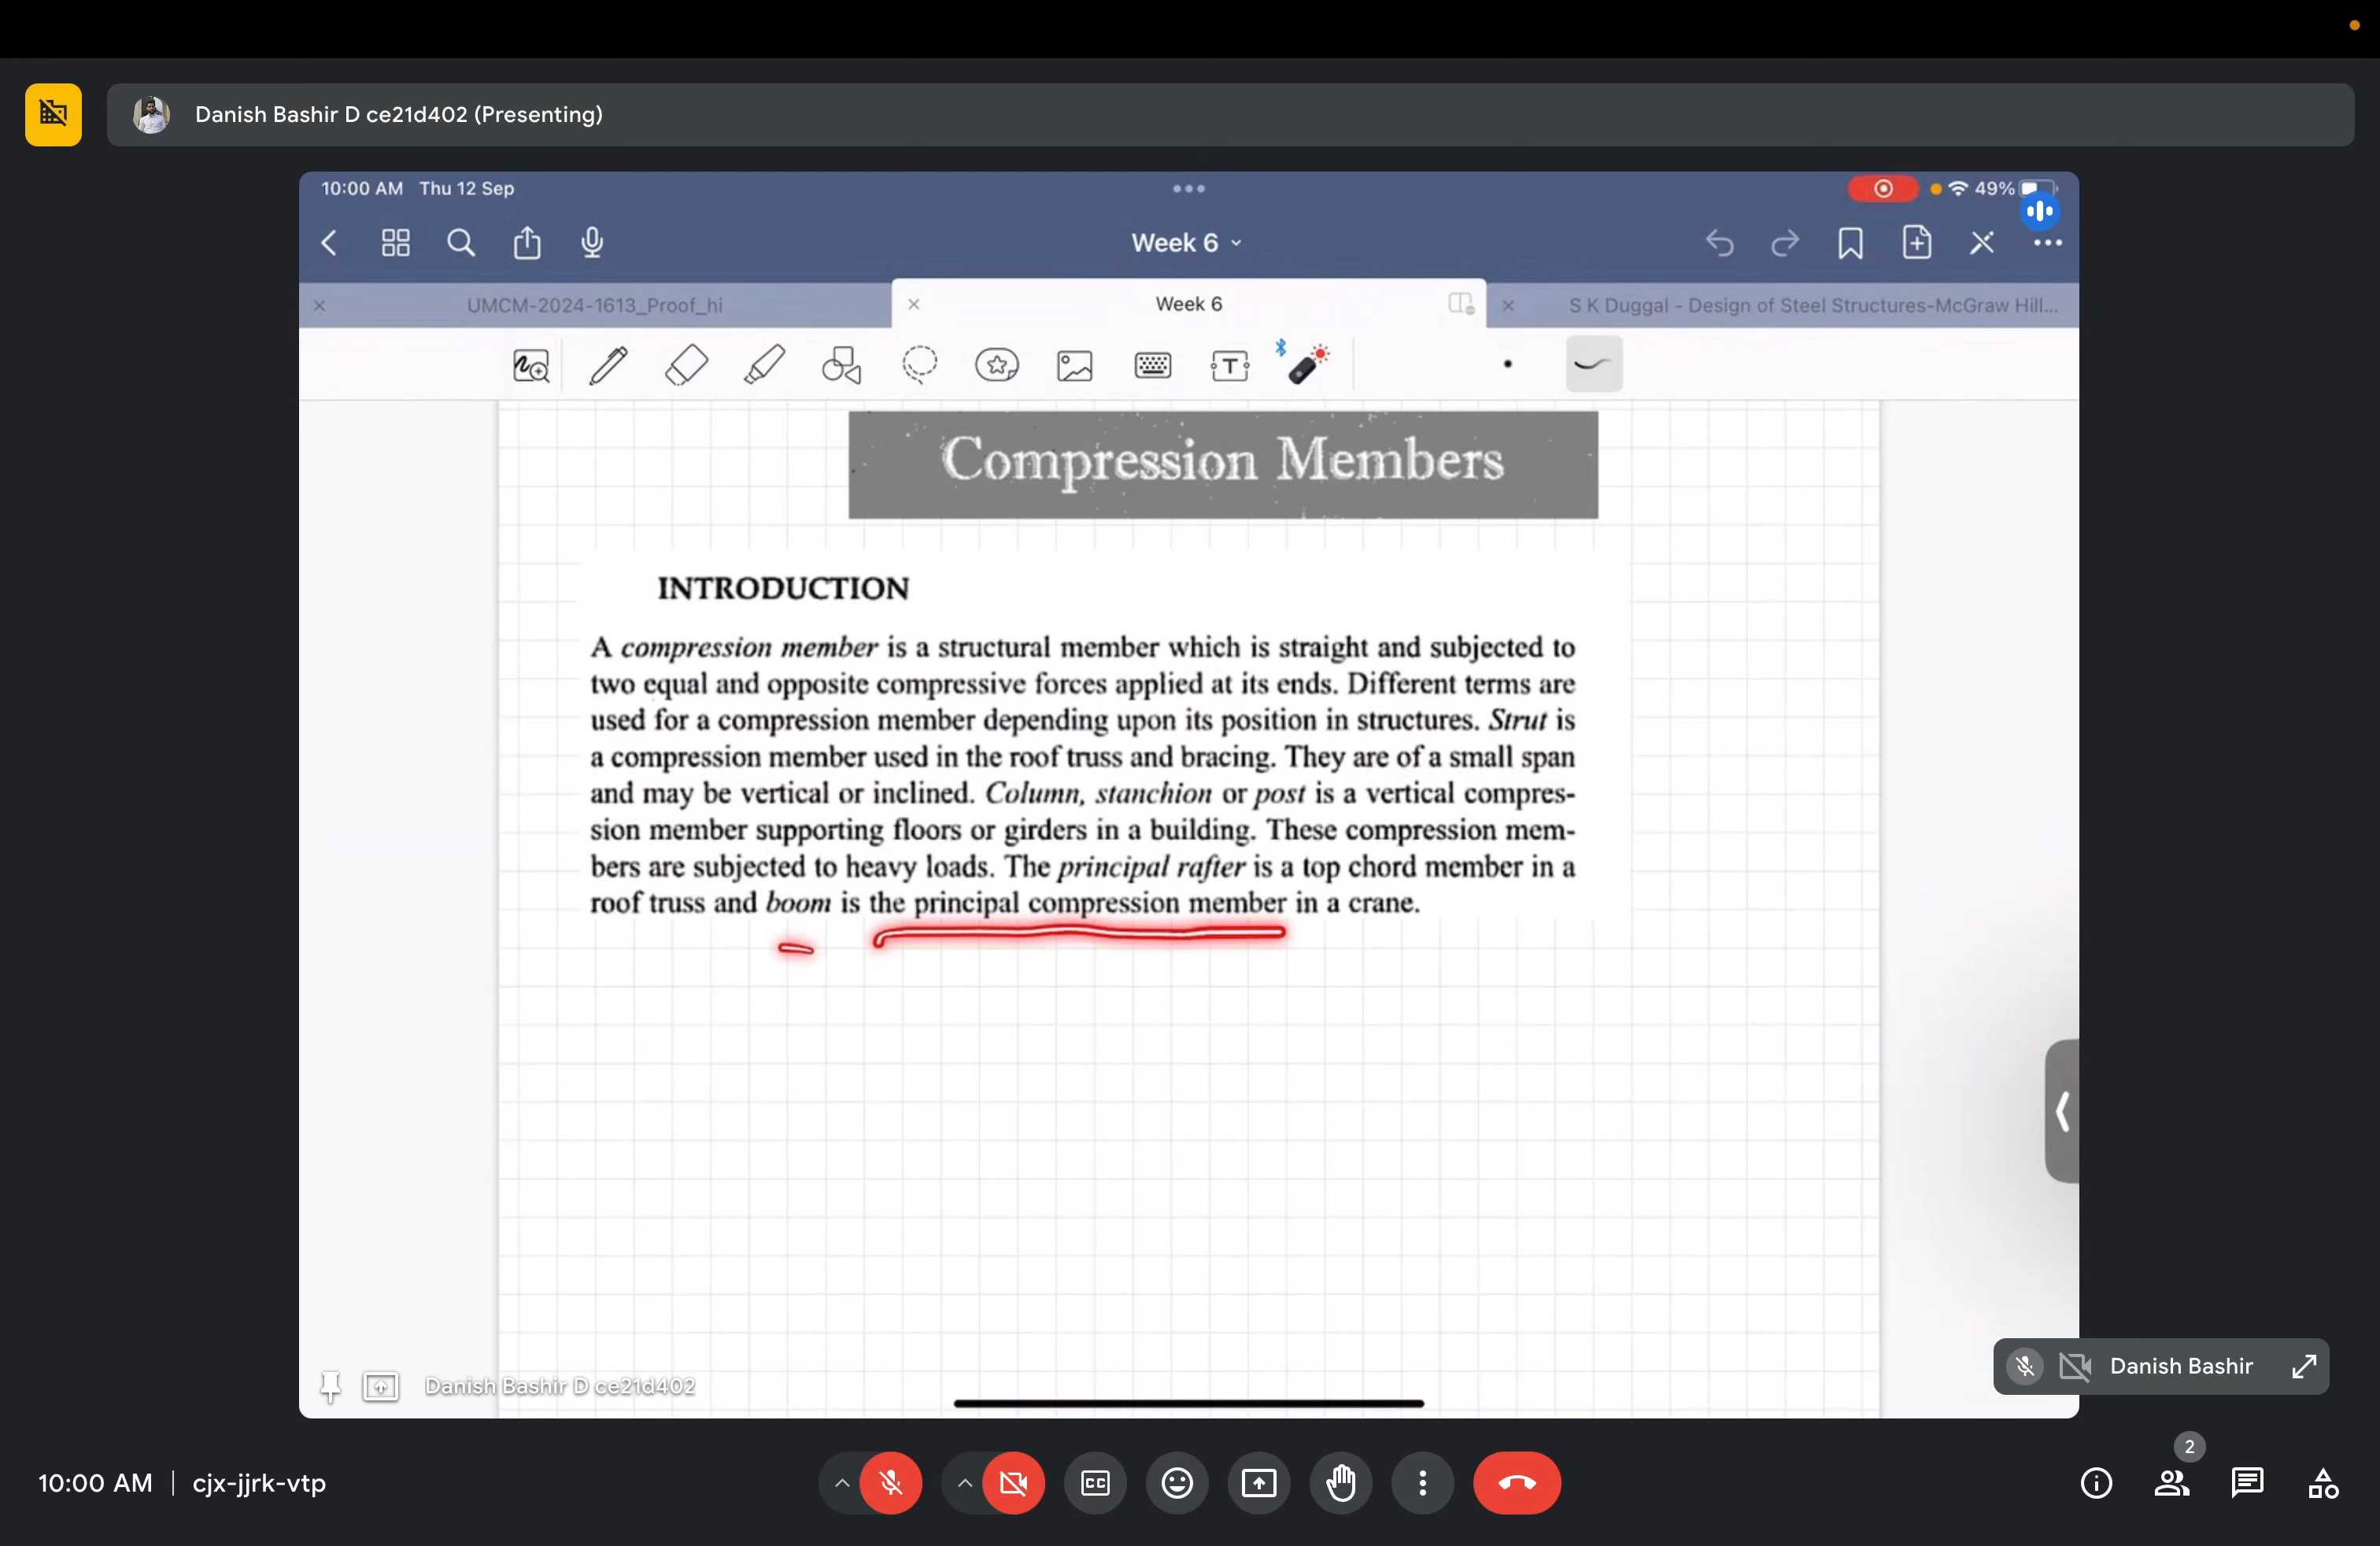 Danish Bashir D ce21d402 (Presenting)
10:00 AM Thu 12 Sep
49%
Week 6
UMCM-2024-1613_Proof_hi
Week 6
S K Duggal - Design of Steel Structures-McGraw Hill...
T
Compression Members
INTRODUCTION
A compression member is a structural member which is straight and subjected to
two equal and opposite compressive forces applied at its ends. Different terms are
used for a compression member depending upon its position in structures. Strut is
a compression member used in the roof truss and bracing. They are of a small span
and may be vertical or inclined. Column, stanchion or post is a vertical compres-
sion member supporting floors or girders in a building. These compression mem-
bers are subjected to heavy loads. The principal rafter is a top chord member in a
roof truss and boom is the principal compression member in a crane.
Danish Bashir D ce21d402
Danish Bashir
10:00 AM | cjx-jjrk-vtp
CC
2